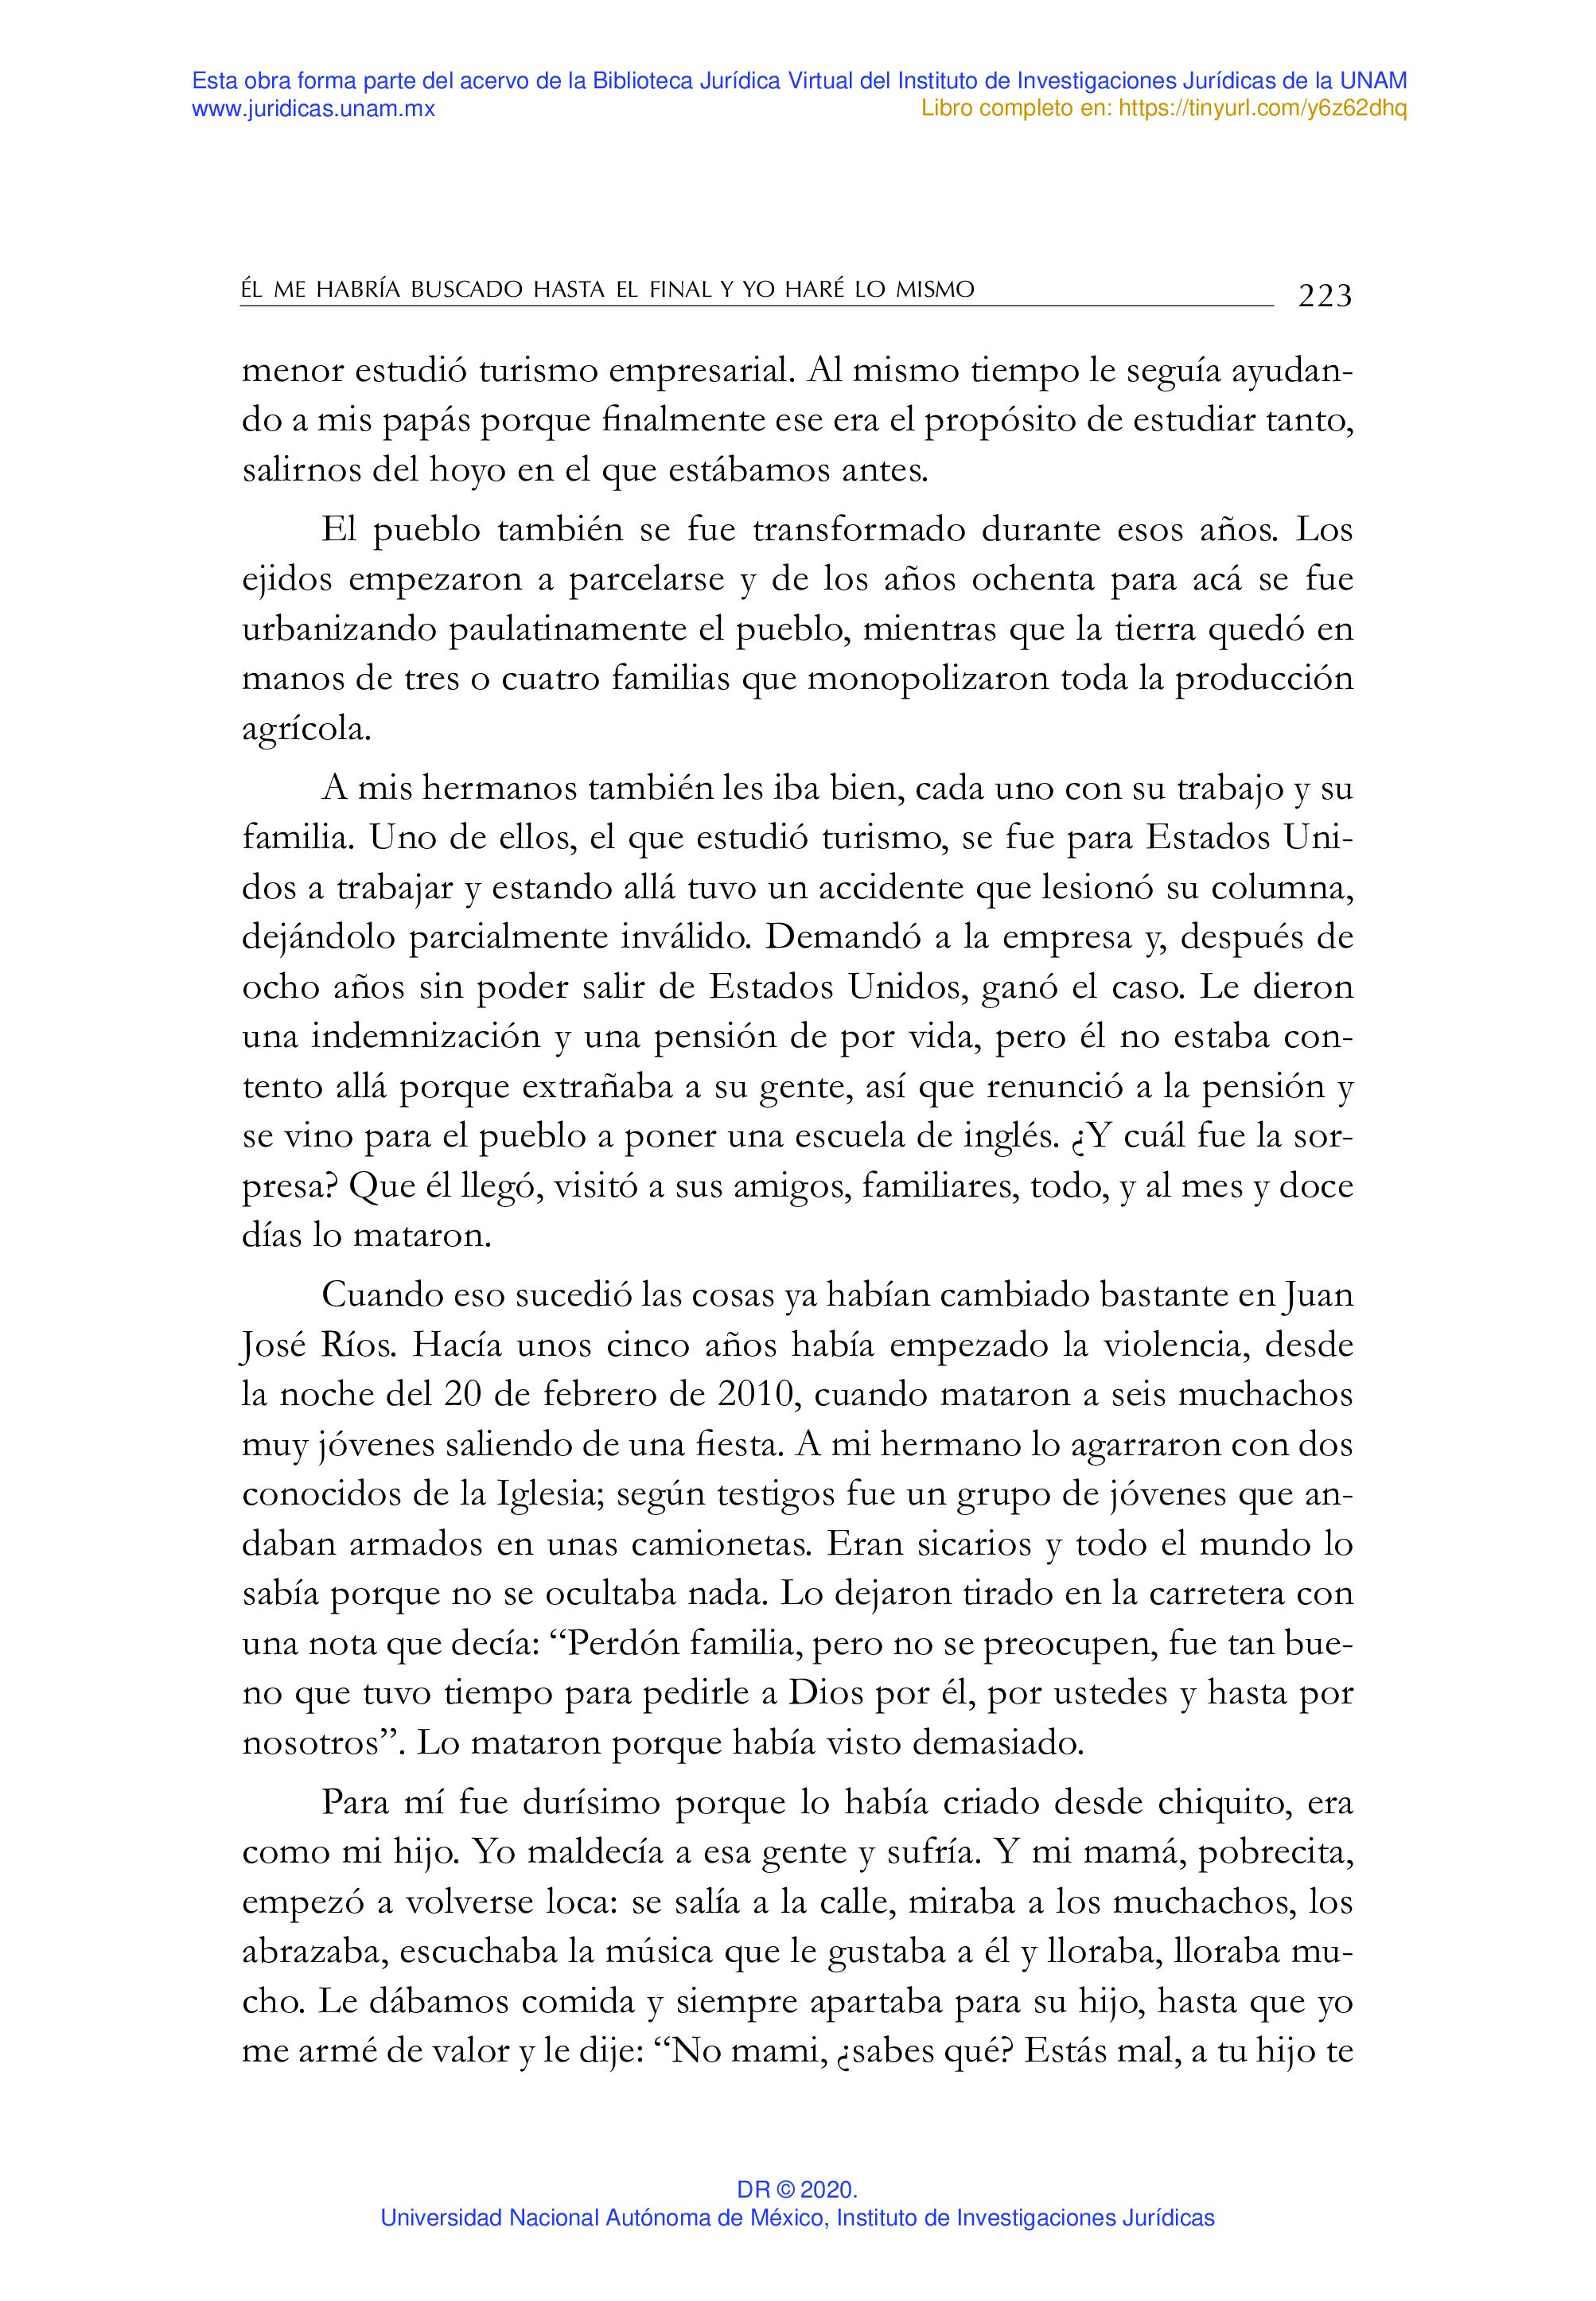 Esta obra forma parte del acervo de la Biblioteca Jurídica Virtual del Instituto de Investigaciones Jurídicas de la UNAM
www.juridicas.unam.mx
Libro completo en: https://tinyurl.com/y6z62dhq
ÉL ME HABRÍA BUSCADO HASTA EL FINAL Y YO HARÉ LO MISMO 223
menor estudió turismo empresarial. Al mismo tiempo le seguía ayudan-
do a mis papás porque finalmente ese era el propósito de estudiar tanto,
salirnos del hoyo en el que estábamos antes.
El pueblo también se fue transformado durante esos años. Los
ejidos empezaron a parcelarse y de los años ochenta para acá se fue
urbanizando paulatinamente el pueblo, mientras que la tierra quedó en
manos de tres o cuatro familias que monopolizaron toda la producción
agrícola.
A mis hermanos también les iba bien, cada uno con su trabajo y su
familia. Uno de ellos, el que estudió turismo, se fue para Estados Uni-
dos a trabajar y estando allá tuvo un accidente que lesionó su columna,
dejándolo parcialmente inválido. Demandó a la empresa y, después de
ocho años sin poder salir de Estados Unidos, ganó el caso. Le dieron
una indemnización y una pensión de por vida, pero él no estaba con-
tento allá porque extrañaba a su gente, así que renunció a la pensión y
se vino para el pueblo a poner una escuela de inglés. ¿Y cuál fue la sor-
presa? Que él llegó, visitó a sus amigos, familiares, todo, y al mes y doce
días lo mataron.
Cuando eso sucedió las cosas ya habían cambiado bastante en Juan
José Ríos. Hacía unos cinco años había empezado la violencia, desde
la noche del 20 de febrero de 2010, cuando mataron a seis muchachos
muy jóvenes saliendo de una fiesta. A mi hermano lo agarraron con dos
conocidos de la Iglesia; según testigos fue un grupo de jóvenes que an-
daban armados en unas camionetas. Eran sicarios y todo el mundo lo
sabía porque no se ocultaba nada. Lo dejaron tirado en la carretera con
una nota que decía: “Perdón familia, pero no se preocupen, fue tan bue-
no que tuvo tiempo para pedirle a Dios por él, por ustedes y hasta por
nosotros”. Lo mataron porque había visto demasiado.
Para mí fue durísimo porque lo había criado desde chiquito, era
como mi hijo. Yo maldecía a esa gente y sufría. Y mi mamá, pobrecita,
empezó a volverse loca: se salía a la calle, miraba a los muchachos, los
abrazaba, escuchaba la música que le gustaba a él y lloraba, lloraba mu-
cho. Le dábamos comida y siempre apartaba para su hijo, hasta que yo
me armé de valor y le dije: “No mami, ¿sabes qué? Estás mal, a tu hijo te
DR © 2020.
Universidad Nacional Autónoma de México, Instituto de Investigaciones Jurídicas